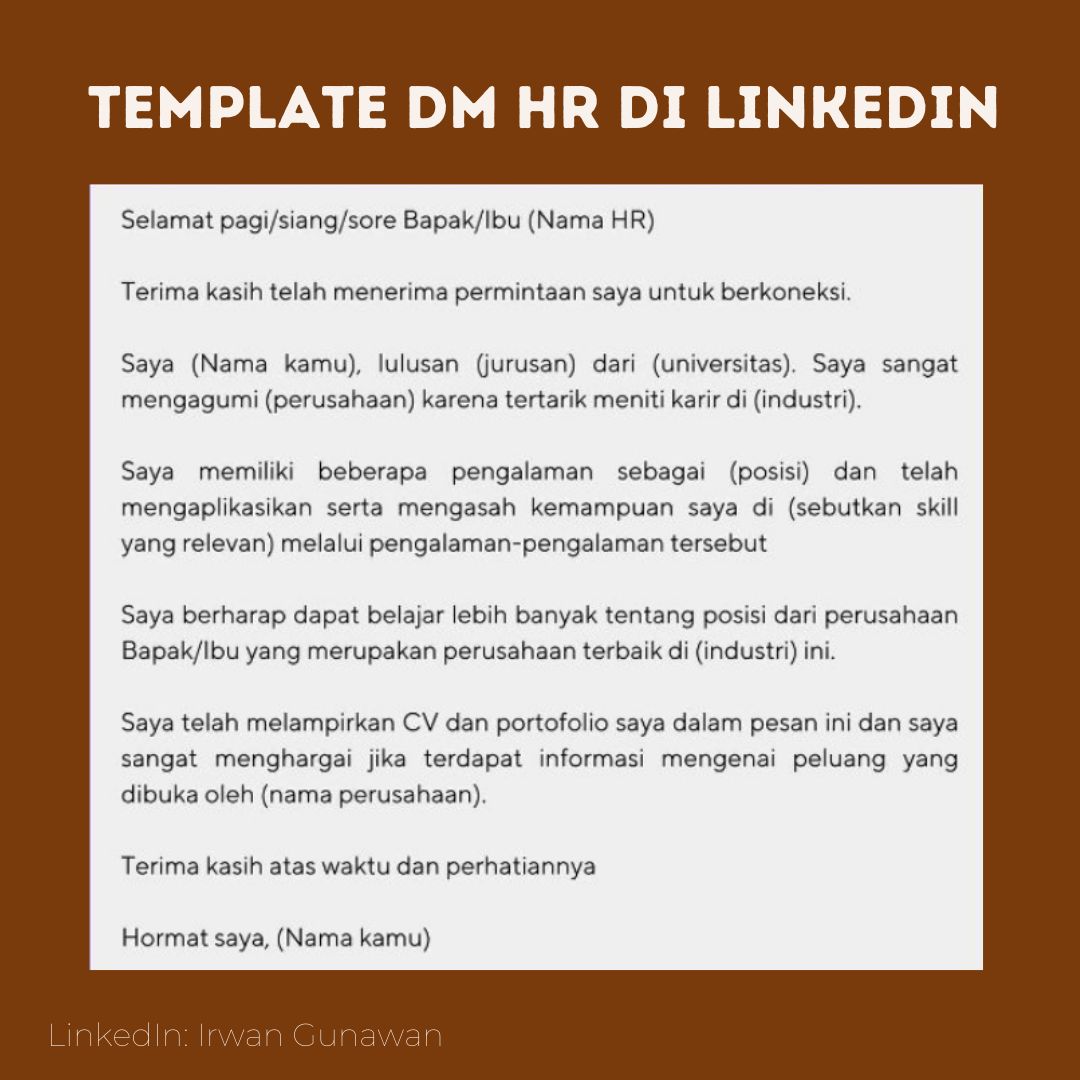 TEMPLATE DM HR DI LINKEDIN
Selamat pagi/siang/sore Bapak/Ibu (Nama HR)
Terima kasih telah menerima permintaan saya untuk berkoneksi.
Saya (Nama kamu), lulusan (jurusan) dari (universitas). Saya sangat
mengagumi (perusahaan) karena tertarik meniti karir di (industri).
Saya memiliki beberapa pengalaman sebagai (posisi) dan telah
mengaplikasikan serta mengasah kemampuan saya di (sebutkan skill
yang relevan) melalui pengalaman-pengalaman tersebut
Saya berharap dapat belajar lebih banyak tentang posisi dari perusahaan
Bapak/Ibu yang merupakan perusahaan terbaik di (industri) ini.
Saya telah melampirkan CV dan portofolio saya dalam pesan ini dan saya
sangat menghargai jika terdapat informasi mengenai peluang yang
dibuka oleh (nama perusahaan).
Terima kasih atas waktu dan perhatiannya
Hormat saya, (Nama kamu)
LinkedIn: Irwan Gunawan